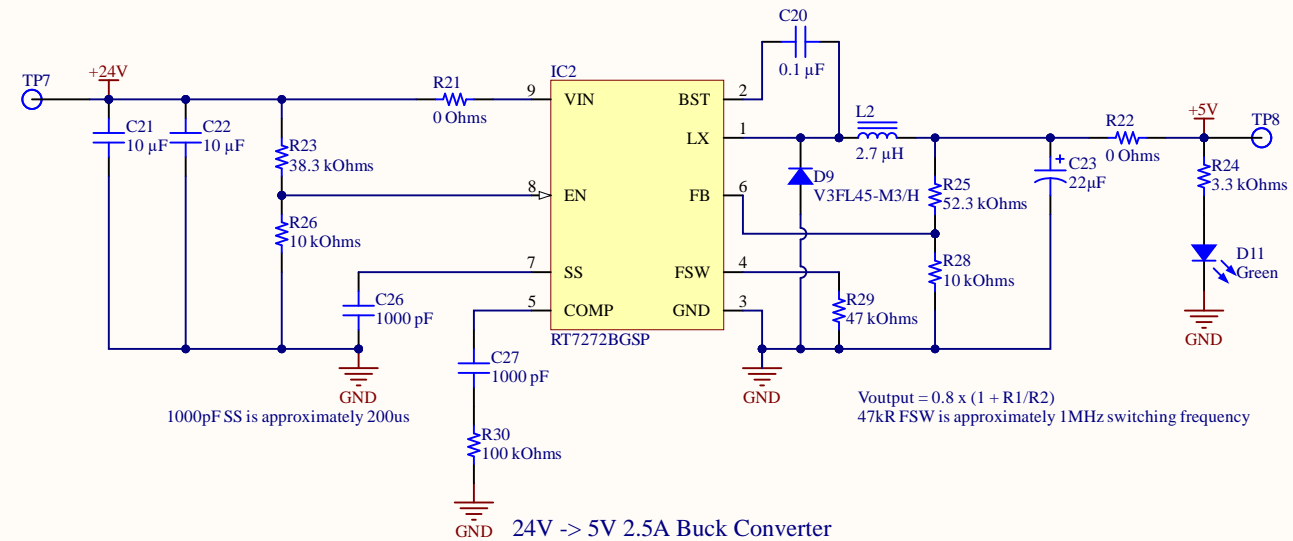 C20
0.1 µF
TP7
+24V
R21
0 Ohms
IC2
9
VIN
BST
2
C21
10 µF
C22
10 µF
R23
38.3 kOhms
LX
1
L2
2.7 µH
R22
0 Ohms
+5V
TP8
D9
V3FL45-M3/H
R25
52.3 kOhms
C23
22µF
R24
3.3 kOhms
8
EN
FB
6
R26
10 kOhms
7
SS
FSW
4
R28
10 kOhms
D11
Green
C26
1000 pF
5
COMP
GND
3
R29
47 kOhms
GND
RT7272BGSP
C27
1000 pF
GND
GND
1000pF SS is approximately 200us
Voutput = 0.8 x (1 + R1/R2)
47kR FSW is approximately 1MHz switching frequency
R30
100 kOhms
GND
24V -> 5V 2.5A Buck Converter